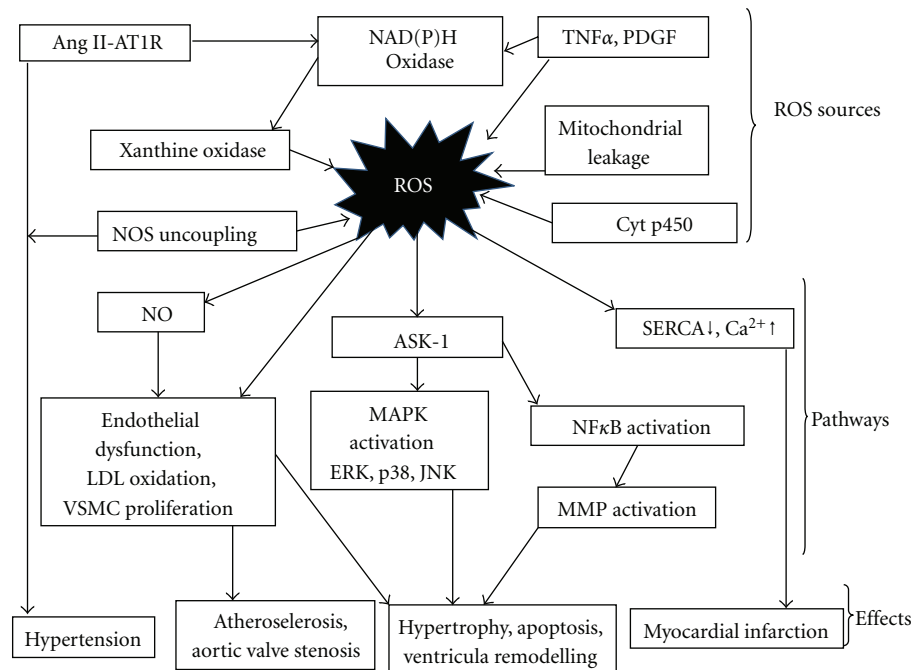 Ang II-AT1R
NAD(P)H
Oxidase
TNFα, PDGF
ROS sources
Xanthine oxidase
Mitochondrial
leakage
ROS
NOS uncoupling
Cyt p450
NO
ASK-1
SERCA↓, Ca²⁺↑
Endothelial
dysfunction,
LDL oxidation,
VSMC proliferation
MAPK
activation
ERK, p38, JNK
NFκB activation
Pathways
MMP activation
Hypertension
Atheroselerosis,
aortic valve stenosis
Hypertrophy, apoptosis,
ventricula remodelling
Myocardial infarction
Effects